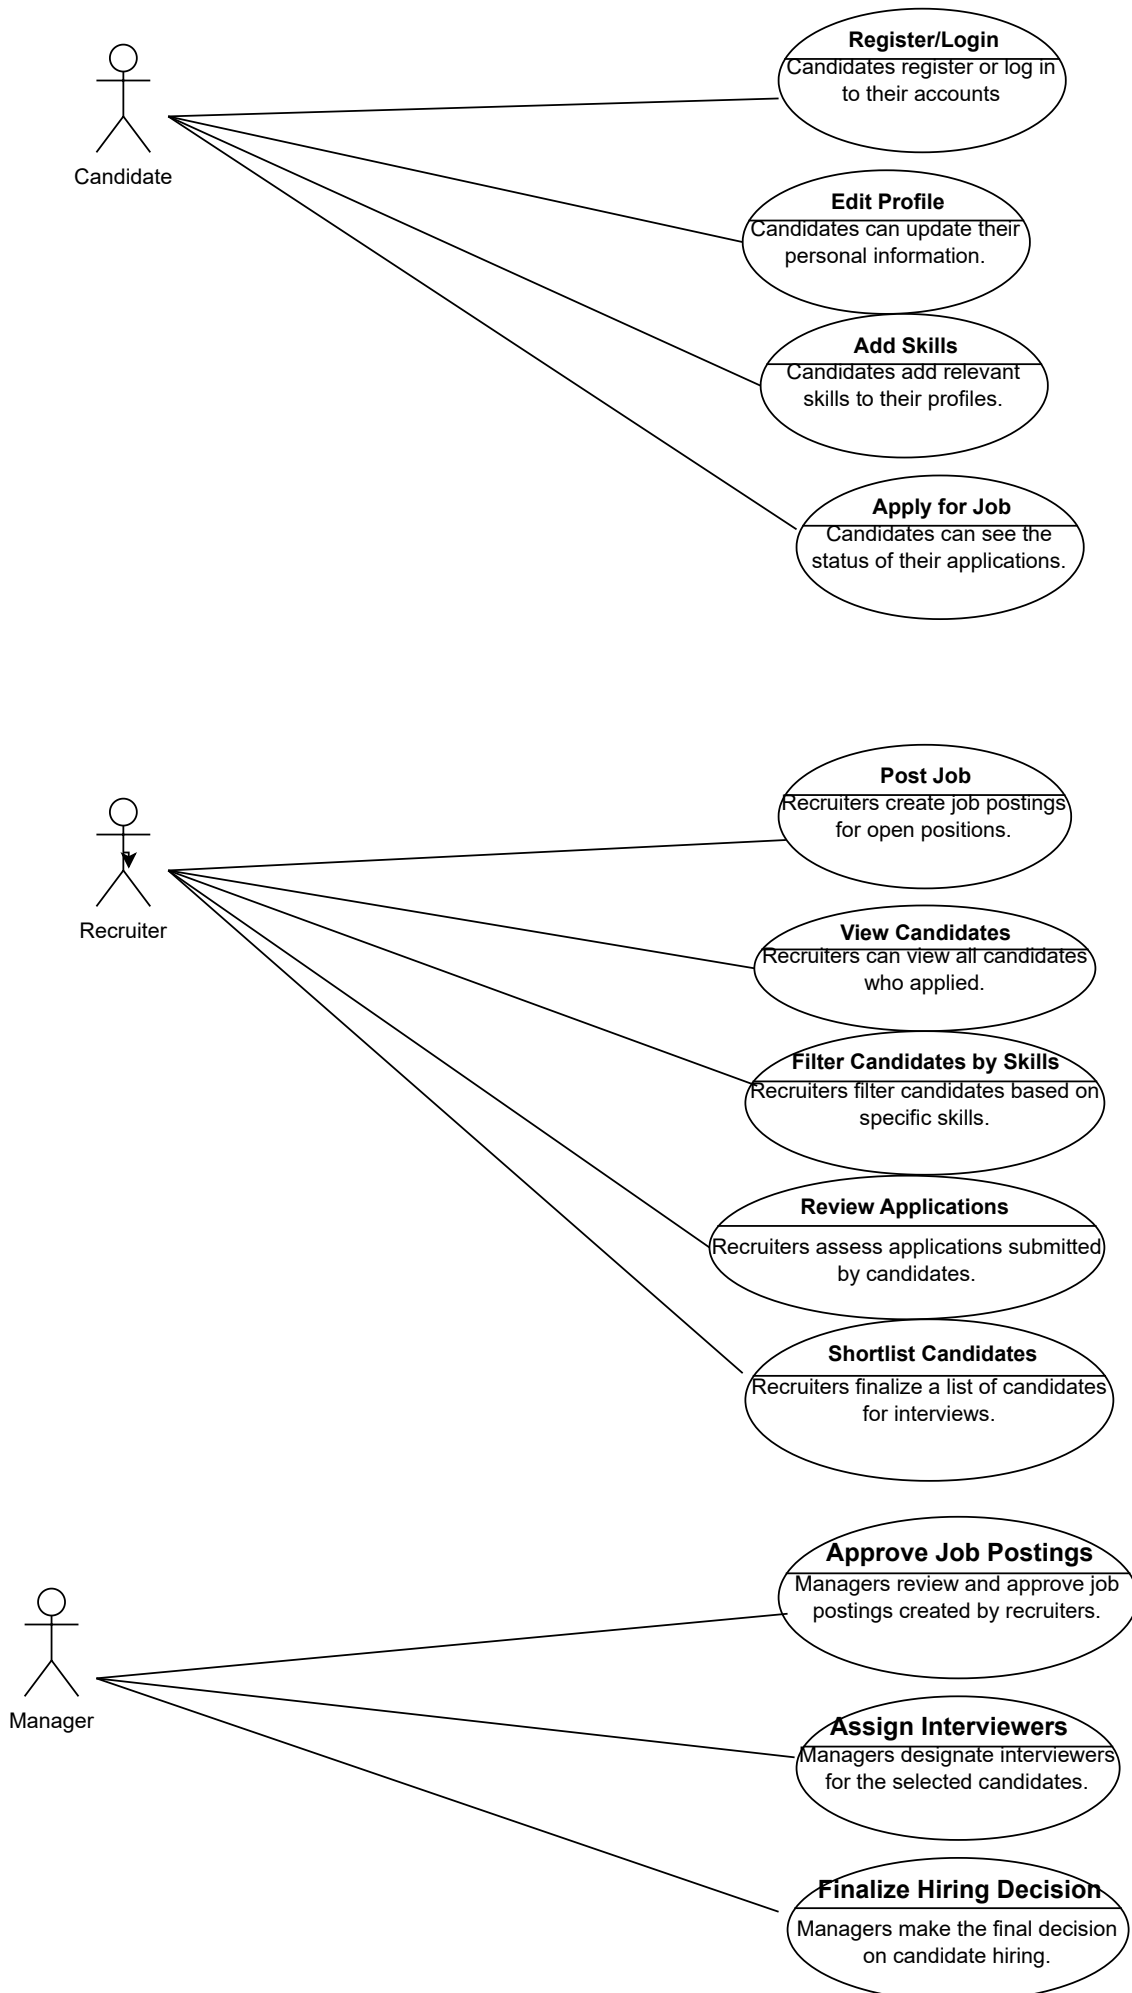 Candidate
Register/Login
Candidates register or log in
to their accounts
Edit Profile
Candidates can update their
personal information.
Add Skills
Candidates add relevant
skills to their profiles.
Apply for Job
Candidates can see the
status of their applications.
Recruiter
Post Job
Recruiters create job postings
for open positions.
View Candidates
Recruiters can view all candidates
who applied.
Filter Candidates by Skills
Recruiters filter candidates based on
specific skills.
Review Applications
Recruiters assess applications submitted
by candidates.
Shortlist Candidates
Recruiters finalize a list of candidates
for interviews.
Manager
Approve Job Postings
Managers review and approve job
postings created by recruiters.
Assign Interviewers
Managers designate interviewers
for the selected candidates.
Finalize Hiring Decision
Managers make the final decision
on candidate hiring.